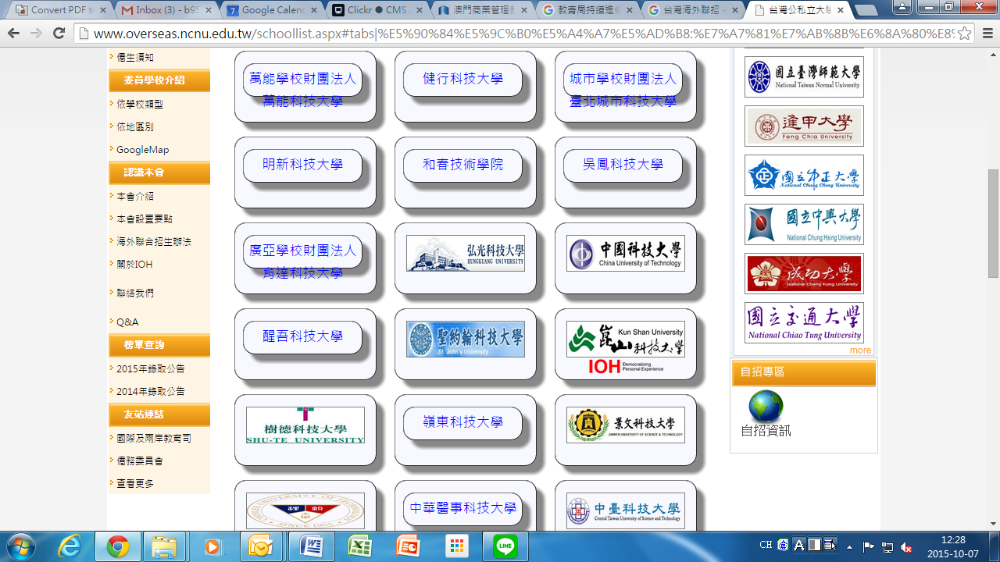 Convert PDF to
Inbox (3) - b95
Google Calend
Clickr ● CMS A
澳門商業管理
教青局持續進修
台灣海外聯招 -
台灣公私立大學
www.overseas.ncnu.edu.tw/schoollist.aspx#tabs|%E5%90%84%E5%9C%B0%E5%A4%A7%E5%AD%B8:%E7%A7%81%E7%AB%8B%E6%8A%80%E8%
僑生須知
委員學校介紹
依學校類型
依地區別
GoogleMap
認識本會
本會介紹
本會設置要點
海外聯合招生辦法
關於IOH
聯絡我們
Q&A
榜單查詢
2015年錄取公告
2014年錄取公告
友站連結
國際及兩岸教育司
僑務委員會
查看更多
萬能學校財團法人
萬能科技大學
健行科技大學
城市學校財團法人
臺北城市科技大學
明新科技大學
和春技術學院
吳鳳科技大學
廣亞學校財團法人
育達科技大學
弘光科技大學
HUNGKUANG UNIVERSITY
中國科技大學
China University of Technology
醒吾科技大學
聖約翰科技大學
St. John's University
Kun Shan University
崑山科技大學
IOH Democratizing
Personal Experience
樹德科技大學
SHU-TE UNIVERSITY
嶺東科技大學
景文科技大學
JINWEN UNIVERSITY OF SCIENCE & TECHNOLOGY
中華醫事科技大學
中臺科技大學
Central Taiwan University of Science and Technology
國立臺灣師範大學
National Taiwan Normal University
逢甲大學
Feng Chia University
國立中正大學
National Chung Cheng University
國立中興大學
National Chung Hsing University
成功大學
National Cheng Kung University
國立交通大學
National Chiao Tung University
more
自招專區
自招資訊
CH
12:28
2015-10-07